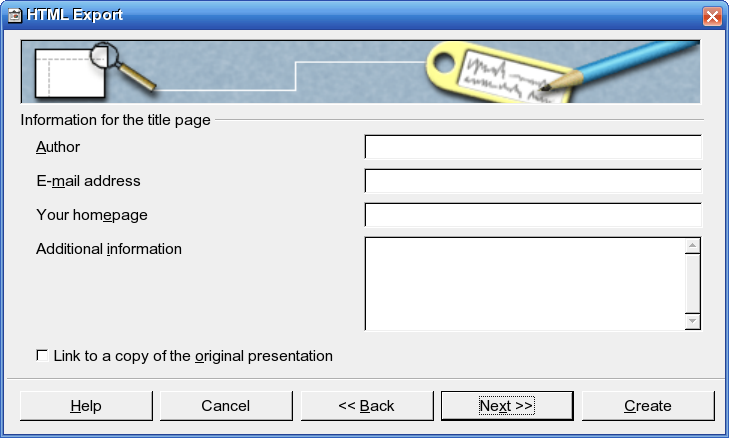 HTML Export
Information for the title page
Author
E-mail address
Your homepage
Additional information
Link to a copy of the original presentation
Help
Cancel
<< Back
Next >>
Create